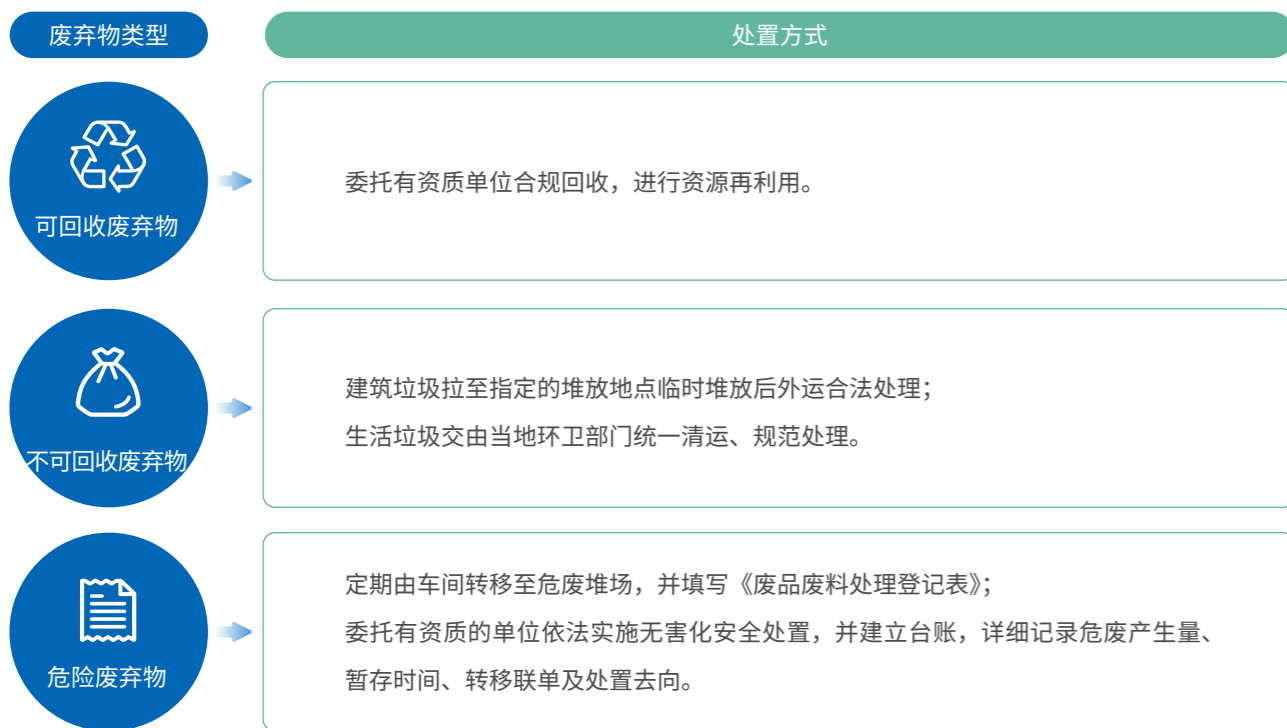 废弃物类型
处置方式
可回收废弃物
委托有资质单位合规回收，进行资源再利用。
不可回收废弃物
建筑垃圾拉至指定的堆放地点临时堆放后外运合法处理；
生活垃圾交由当地环卫部门统一清运、规范处理。
危险废弃物
定期由车间转移至危废堆场，并填写《废品废料处理登记表》；
委托有资质的单位依法实施无害化安全处置，并建立台账，详细记录危废产生量、
暂存时间、转移联单及处置去向。